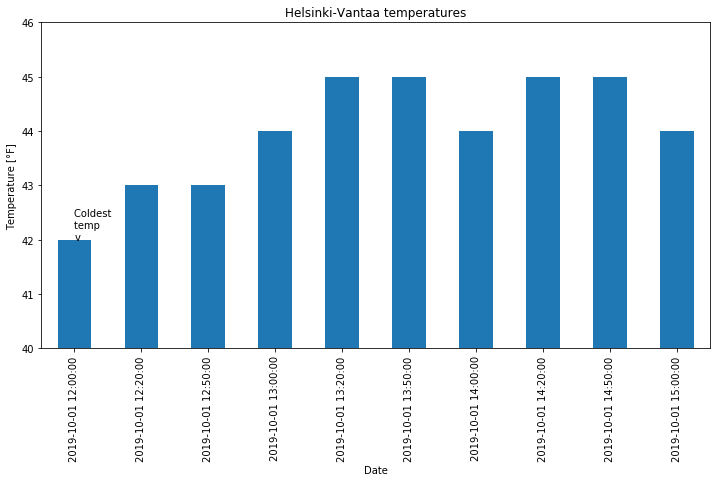 Helsinki-Vantaa temperatures
46
45
44
43
42
41
40
Temperature [°F]
Coldest
temp
v
2019-10-01 12:00:00
2019-10-01 12:20:00
2019-10-01 12:50:00
2019-10-01 13:00:00
2019-10-01 13:20:00
2019-10-01 13:50:00
2019-10-01 14:00:00
2019-10-01 14:20:00
2019-10-01 14:50:00
2019-10-01 15:00:00
Date